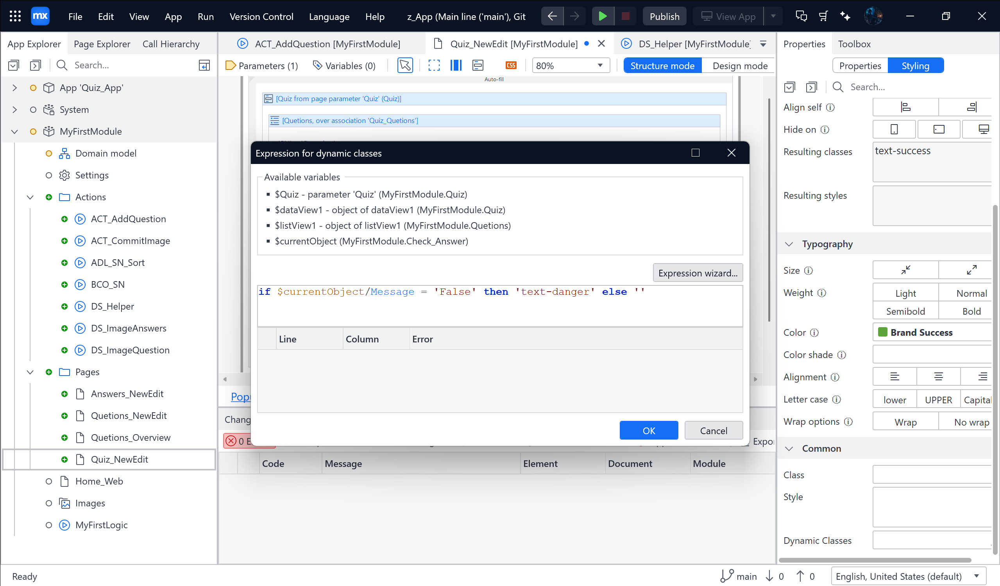 mx File Edit View App Run Version Control Language Help z_App (Main line ('main'), Git Publish View App
App Explorer Page Explorer Call Hierarchy
Search...
App 'Quiz_App'
System
MyFirstModule
Domain model
Settings
Actions
ACT_AddQuestion
ACT_CommitImage
ADL_SN_Sort
BCO_SN
DS_Helper
DS_ImageAnswers
DS_ImageQuestion
Pages
Answers_NewEdit
Quetions_NewEdit
Quetions_Overview
Quiz_NewEdit
Home_Web
Images
MyFirstLogic
ACT_AddQuestion [MyFirstModule] Quiz_NewEdit [MyFirstModule] DS_Helper [MyFirstModule]
Parameters (1) Variables (0) CSS 80% Structure mode Design mode
Auto-fill
[Quiz from page parameter 'Quiz' (Quiz)]
[Quetions, over association 'Quiz_Quetions']
Expression for dynamic classes
Available variables
▪ $Quiz - parameter 'Quiz' (MyFirstModule.Quiz)
▪ $dataView1 - object of dataView1 (MyFirstModule.Quiz)
▪ $listView1 - object of listView1 (MyFirstModule.Quetions)
▪ $currentObject (MyFirstModule.Check_Answer)
Expression wizard...
if $currentObject/Message = 'False' then 'text-danger' else ''
Line Column Error
OK Cancel
Popu
Chang
0 E
Expor
Code Message Element Document Module
Properties Toolbox
Properties Styling
Search...
Align self
Hide on
Resulting classes text-success
Resulting styles
Typography
Size
Weight Light Normal
Semibold Bold
Color Brand Success
Color shade
Alignment
Letter case lower UPPER Capital
Wrap options Wrap No wrap
Common
Class
Style
Dynamic Classes
Ready main 0 0 English, United States (default)